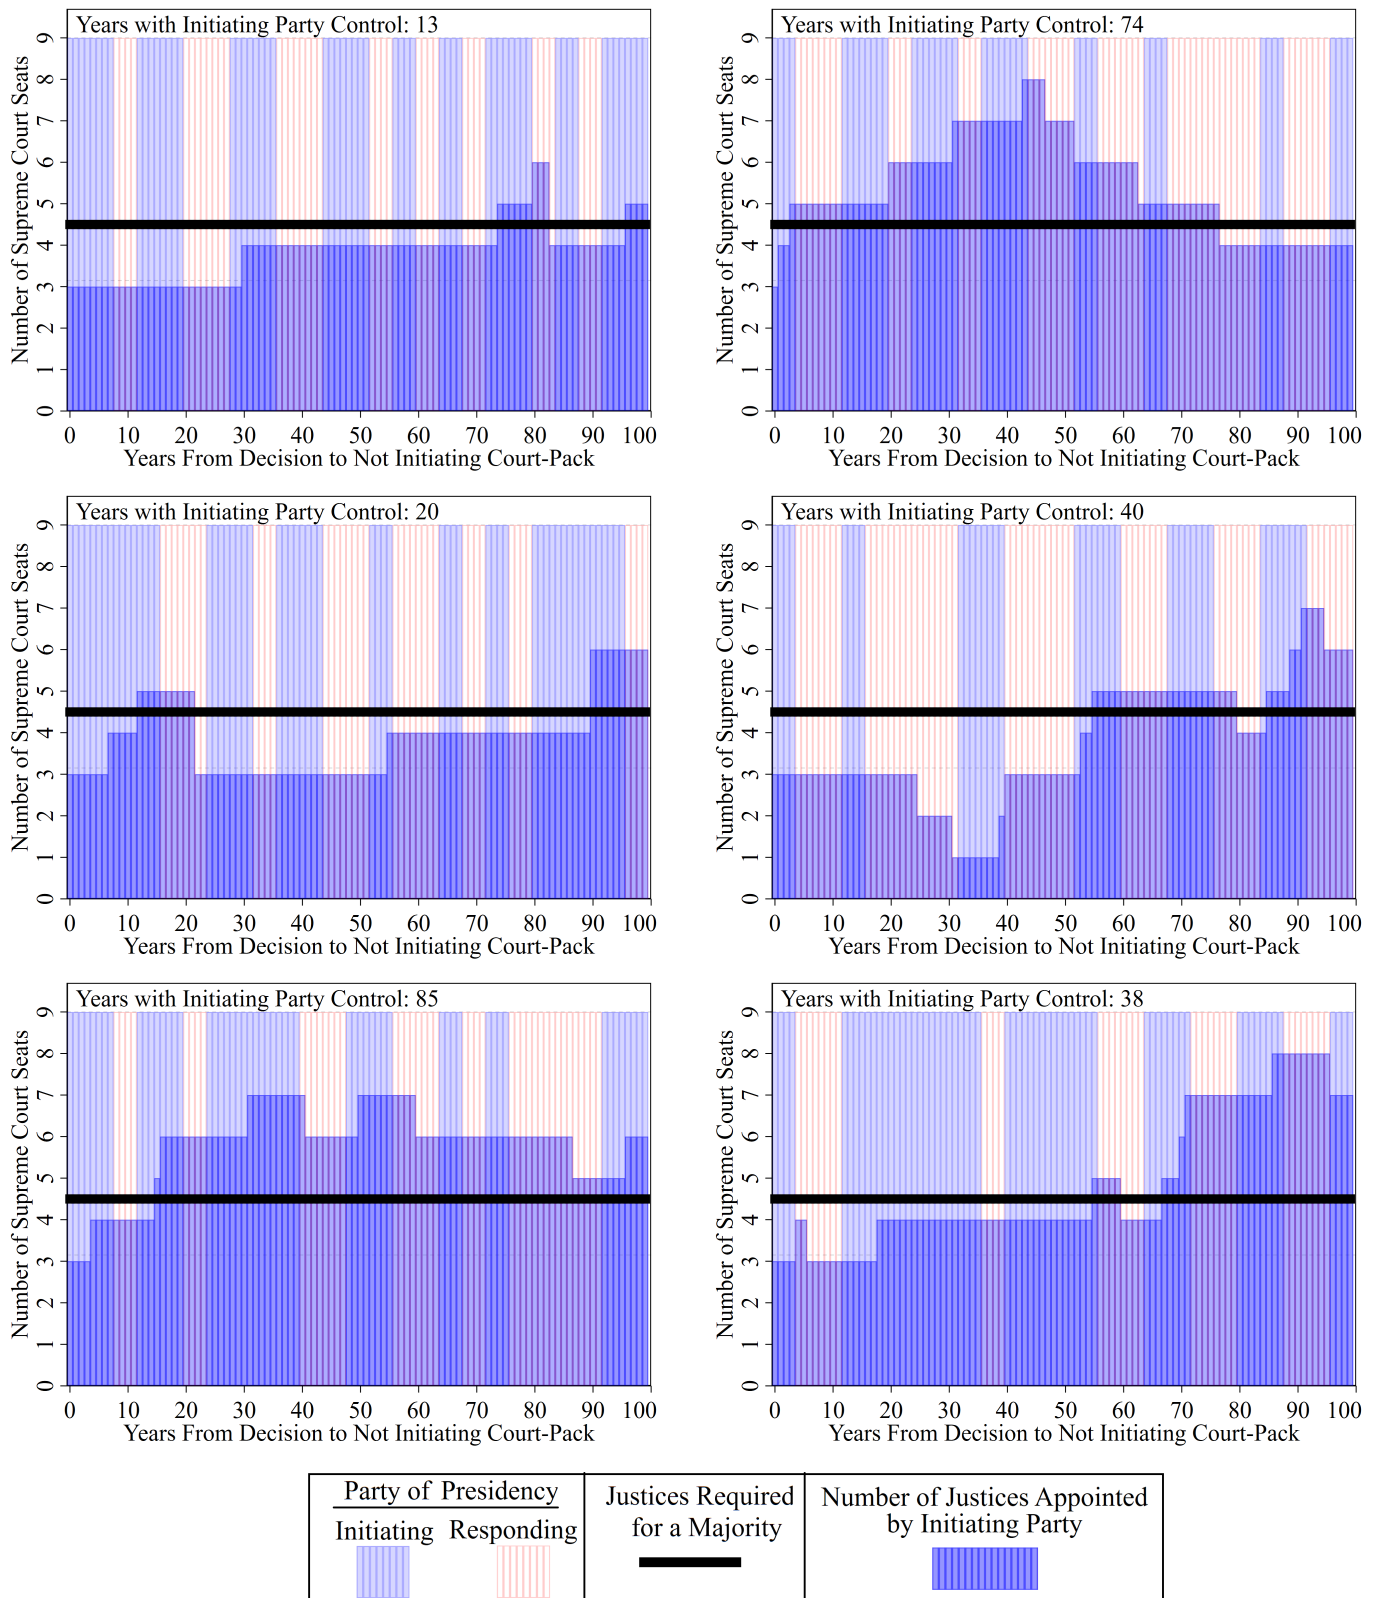 Years with Initiating Party Control: 13
Number of Supreme Court Seats
0 1 2 3 4 5 6 7 8 9
0 10 20 30 40 50 60 70 80 90 100
Years From Decision to Not Initiating Court-Pack
Years with Initiating Party Control: 74
Number of Supreme Court Seats
0 1 2 3 4 5 6 7 8 9
0 10 20 30 40 50 60 70 80 90 100
Years From Decision to Not Initiating Court-Pack
Years with Initiating Party Control: 20
Number of Supreme Court Seats
0 1 2 3 4 5 6 7 8 9
0 10 20 30 40 50 60 70 80 90 100
Years From Decision to Not Initiating Court-Pack
Years with Initiating Party Control: 40
Number of Supreme Court Seats
0 1 2 3 4 5 6 7 8 9
0 10 20 30 40 50 60 70 80 90 100
Years From Decision to Not Initiating Court-Pack
Years with Initiating Party Control: 85
Number of Supreme Court Seats
0 1 2 3 4 5 6 7 8 9
0 10 20 30 40 50 60 70 80 90 100
Years From Decision to Not Initiating Court-Pack
Years with Initiating Party Control: 38
Number of Supreme Court Seats
0 1 2 3 4 5 6 7 8 9
0 10 20 30 40 50 60 70 80 90 100
Years From Decision to Not Initiating Court-Pack
Party of Presidency
Initiating Responding
Justices Required
for a Majority
Number of Justices Appointed
by Initiating Party